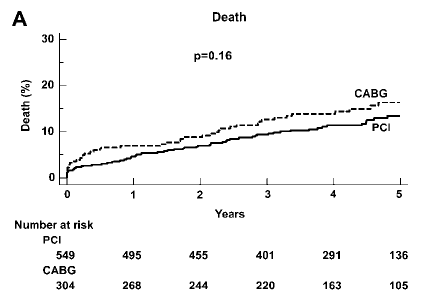 A
Death
30
20
10
0
Death (%)
p=0.16
CABG
PCI
0 1 2 3 4 5
Years
Number at risk
PCI
549 495 455 401 291 136
CABG
304 268 244 220 163 105